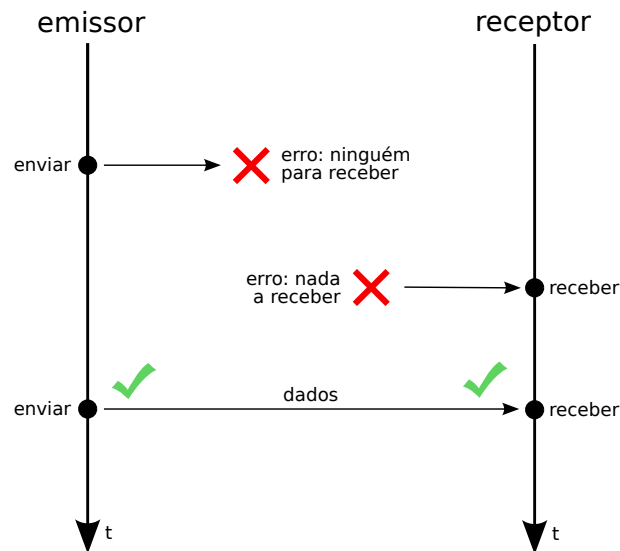 emissor
receptor
enviar
erro: ninguém
para receber
erro: nada
a receber
receber
enviar
dados
receber
t
t